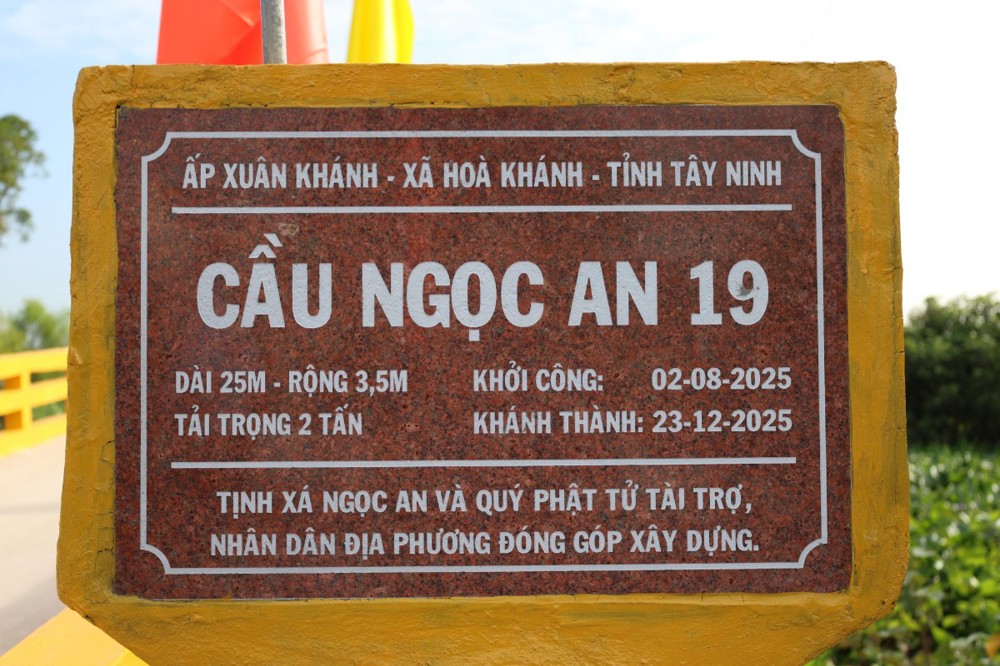 ẤP XUÂN KHÁNH - XÃ HOÀ KHÁNH - TỈNH TÂY NINH
CẦU NGỌC AN 19
DÀI 25M - RỘNG 3,5M KHỞI CÔNG: 02-08-2025
TẢI TRỌNG 2 TẤN KHÁNH THÀNH: 23-12-2025
TỊNH XÁ NGỌC AN VÀ QUÝ PHẬT TỬ TÀI TRỢ,
NHÂN DÂN ĐỊA PHƯƠNG ĐÓNG GÓP XÂY DỰNG.